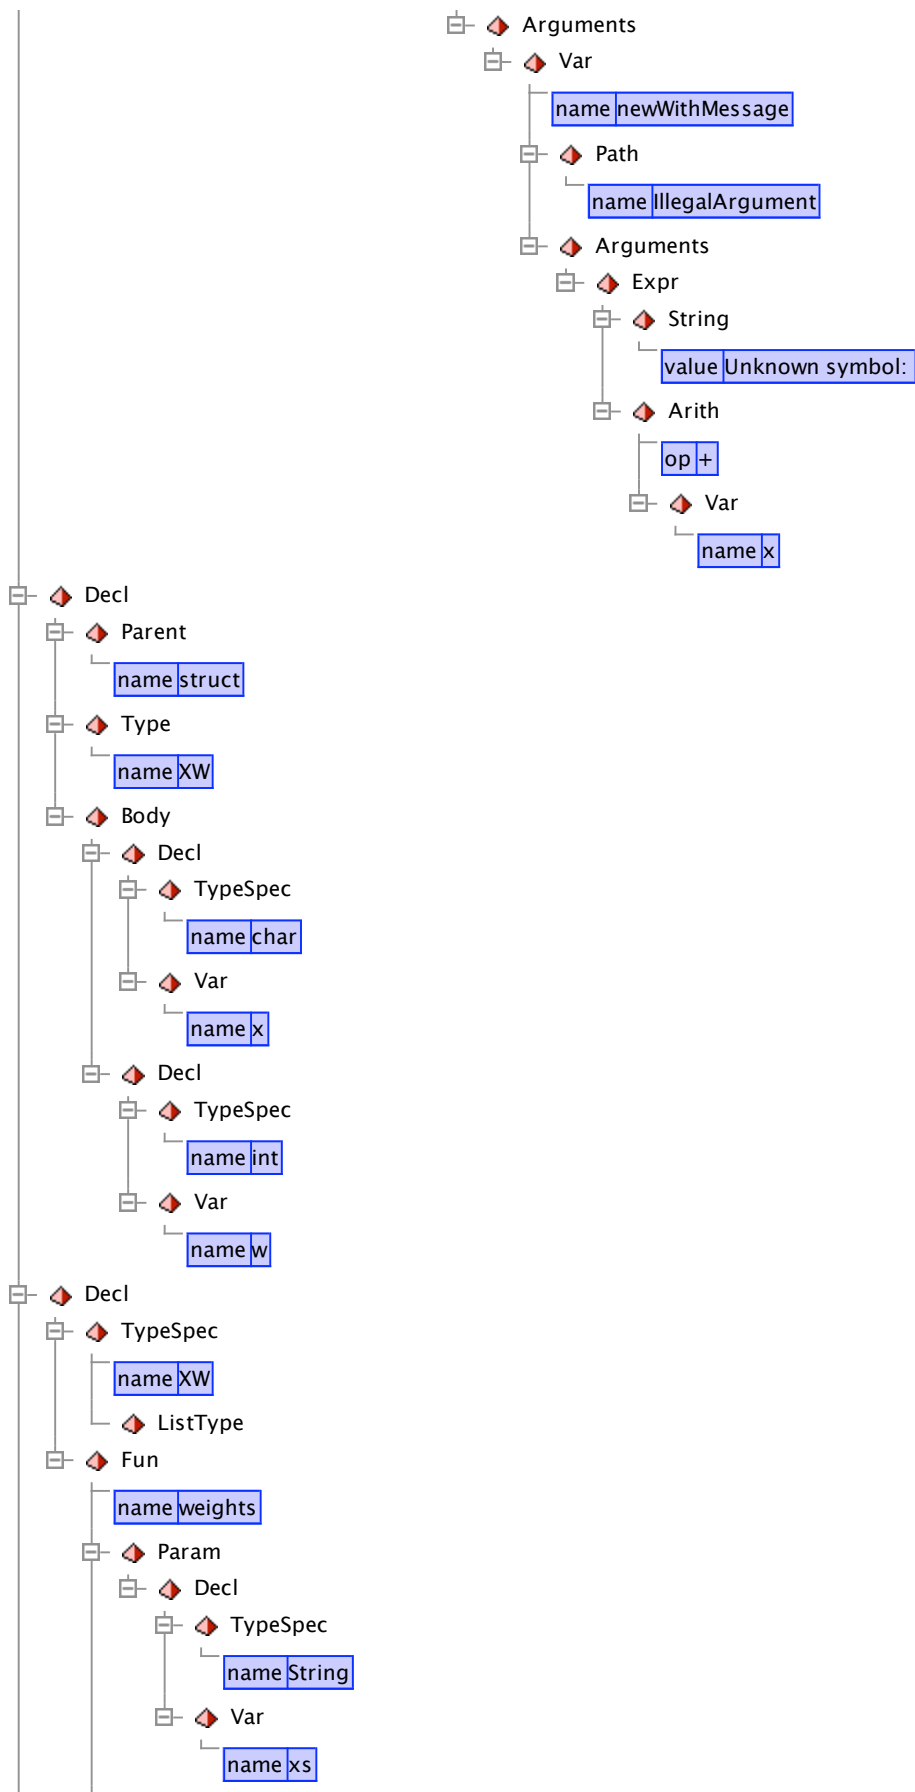 Arguments
Var
name newWithMessage
Path
name IllegalArgument
Arguments
Expr
String
value Unknown symbol:
Arith
op +
Var
name x
Decl
Parent
name struct
Type
name XW
Body
Decl
TypeSpec
name char
Var
name x
Decl
TypeSpec
name int
Var
name w
Decl
TypeSpec
name XW
ListType
Fun
name weights
Param
Decl
TypeSpec
name String
Var
name xs